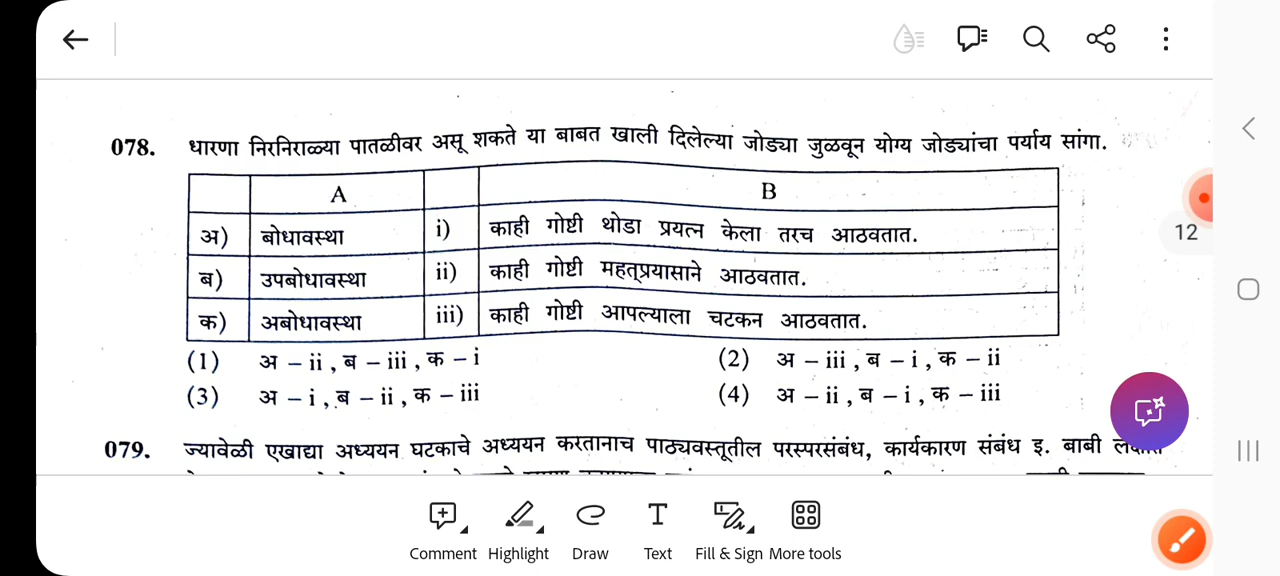 12
078. धारणा निरनिराळ्या पातळीवर असू शकते या बाबत खाली दिलेल्या जोड्या जुळवून योग्य जोड्यांचा पर्याय सांगा.
A B
अ) बोधावस्था i) काही गोष्टी थोडा प्रयत्न केला तरच आठवतात.
ब) उपबोधावस्था ii) काही गोष्टी महत्प्रयासाने आठवतात.
क) अबोधावस्था iii) काही गोष्टी आपल्याला चटकन आठवतात.
(1) अ – ii , ब – iii , क – i (2) अ – iii , ब – i , क – ii
(3) अ – i , ब – ii , क – iii (4) अ – ii , ब – i , क – iii
079. ज्यावेळी एखाद्या अध्ययन घटकाचे अध्ययन करतानाच पाठ्यवस्तूतील परस्परसंबंध, कार्यकारण संबंध इ. बाबी
Comment Highlight Draw Text Fill & Sign More tools